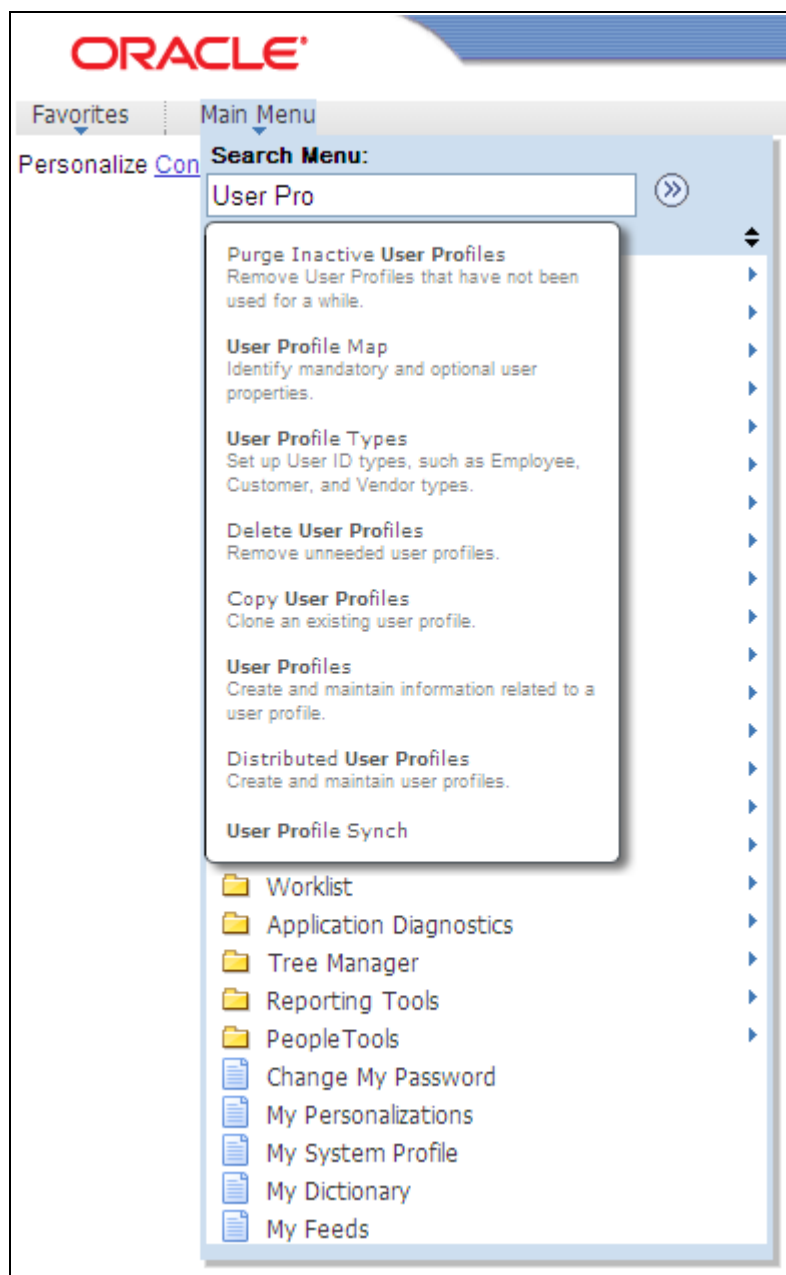 ORACLE
Favorites Main Menu
Personalize Con
Search Menu:
User Pro
Purge Inactive User Profiles
Remove User Profiles that have not been
used for a while.
User Profile Map
Identify mandatory and optional user
properties.
User Profile Types
Set up User ID types, such as Employee,
Customer, and Vendor types.
Delete User Profiles
Remove unneeded user profiles.
Copy User Profiles
Clone an existing user profile.
User Profiles
Create and maintain information related to a
user profile.
Distributed User Profiles
Create and maintain user profiles.
User Profile Synch
Worklist
Application Diagnostics
Tree Manager
Reporting Tools
PeopleTools
Change My Password
My Personalizations
My System Profile
My Dictionary
My Feeds